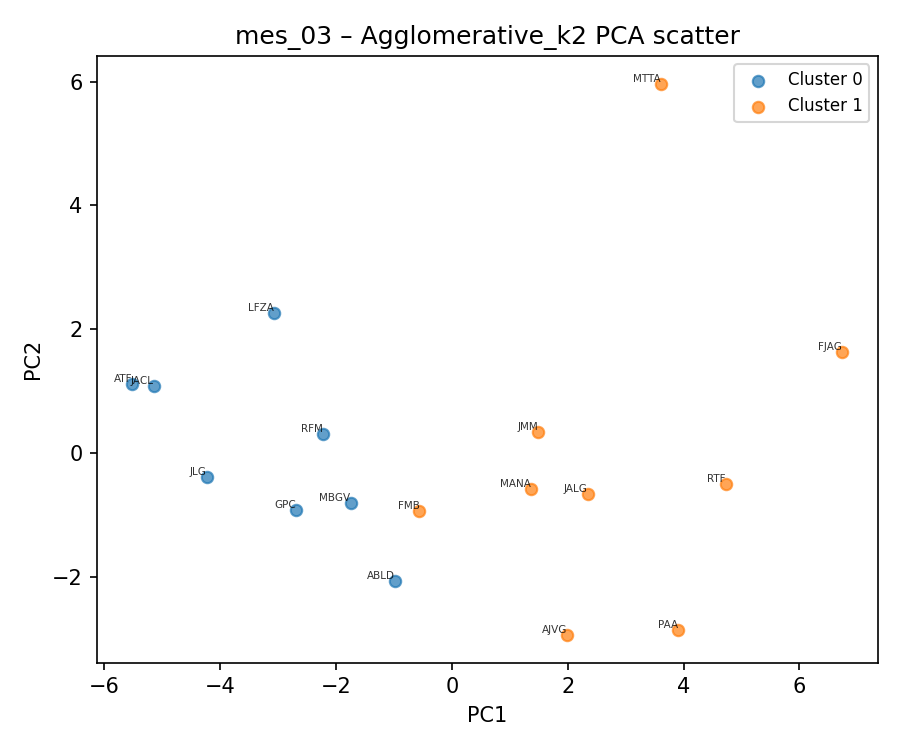 mes_03 – Agglomerative_k2 PCA scatter
Cluster 0
Cluster 1
MTTA
LFZA
FJAG
ATF
JACL
RFM
JMM
JLG
MANA
JALG
RTF
GPC
MBGV
FMB
ABLD
AJVG
PAA
6
4
2
0
−2
PC2
−6
−4
−2
0
2
4
6
PC1